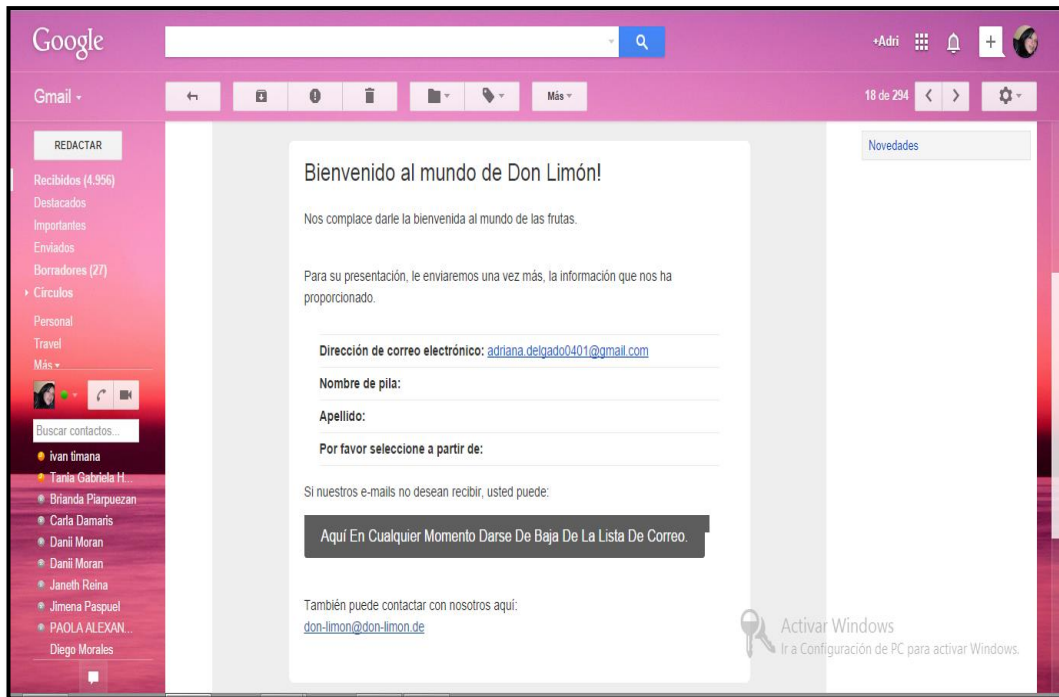 Google
+Adri
+
Gmail
Más
18 de 294
REDACTAR
Recibidos (4.956)
Destacados
Importantes
Enviados
Borradores (27)
Círculos
Personal
Travel
Más
Buscar contactos...
ivan timana
Tania Gabriela H...
Brianda Piarpuezan
Carla Damaris
Danii Moran
Danii Moran
Janeth Reina
Jimena Paspuel
PAOLA ALEXAN...
Diego Morales
Bienvenido al mundo de Don Limón!
Nos complace darle la bienvenida al mundo de las frutas.
Para su presentación, le enviaremos una vez más, la información que nos ha
proporcionado.
Dirección de correo electrónico: adriana.delgado0401@gmail.com
Nombre de pila:
Apellido:
Por favor seleccione a partir de:
Si nuestros e-mails no desean recibir, usted puede:
Aquí En Cualquier Momento Darse De Baja De La Lista De Correo.
También puede contactar con nosotros aquí:
don-limon@don-limon.de
Novedades
Activar Windows
Ir a Configuración de PC para activar Windows.